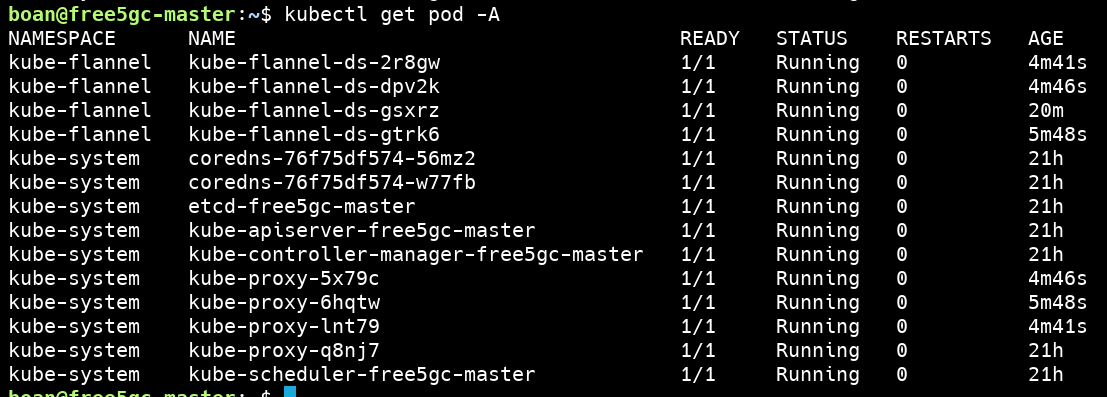 boan@free5gc-master:~$ kubectl get pod -A
NAMESPACE      NAME                                     READY   STATUS    RESTARTS   AGE
kube-flannel   kube-flannel-ds-2r8gw                    1/1     Running   0          4m41s
kube-flannel   kube-flannel-ds-dpv2k                    1/1     Running   0          4m46s
kube-flannel   kube-flannel-ds-gsxrz                    1/1     Running   0          20m
kube-flannel   kube-flannel-ds-gtrk6                    1/1     Running   0          5m48s
kube-system    coredns-76f75df574-56mz2                 1/1     Running   0          21h
kube-system    coredns-76f75df574-w77fb                 1/1     Running   0          21h
kube-system    etcd-free5gc-master                      1/1     Running   0          21h
kube-system    kube-apiserver-free5gc-master            1/1     Running   0          21h
kube-system    kube-controller-manager-free5gc-master   1/1     Running   0          21h
kube-system    kube-proxy-5x79c                         1/1     Running   0          4m46s
kube-system    kube-proxy-6hqtw                         1/1     Running   0          5m48s
kube-system    kube-proxy-lnt79                         1/1     Running   0          4m41s
kube-system    kube-proxy-q8nj7                         1/1     Running   0          21h
kube-system    kube-scheduler-free5gc-master            1/1     Running   0          21h
boan@free5gc-master:~$